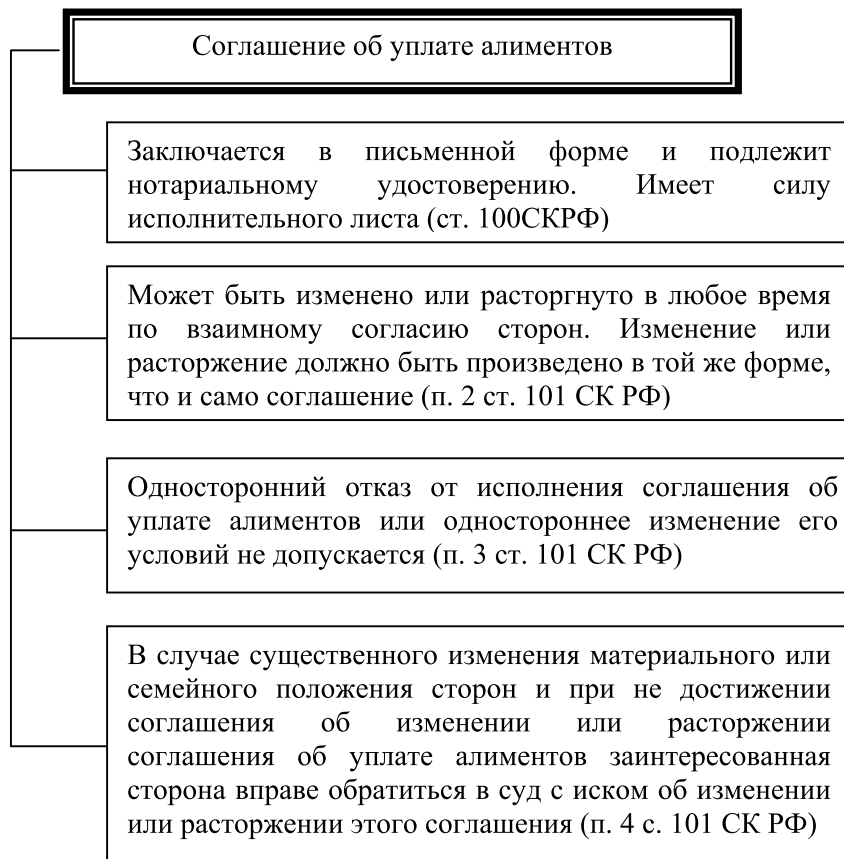 Соглашение об уплате алиментов
Заключается в письменной форме и подлежит
нотариальному удостоверению. Имеет силу
исполнительного листа (ст. 100СКРФ)
Может быть изменено или расторгнуто в любое время
по взаимному согласию сторон. Изменение или
расторжение должно быть произведено в той же форме,
что и само соглашение (п. 2 ст. 101 СК РФ)
Односторонний отказ от исполнения соглашения об
уплате алиментов или одностороннее изменение его
условий не допускается (п. 3 ст. 101 СК РФ)
В случае существенного изменения материального или
семейного положения сторон и при не достижении
соглашения об изменении или расторжении
соглашения об уплате алиментов заинтересованная
сторона вправе обратиться в суд с иском об изменении
или расторжении этого соглашения (п. 4 с. 101 СК РФ)